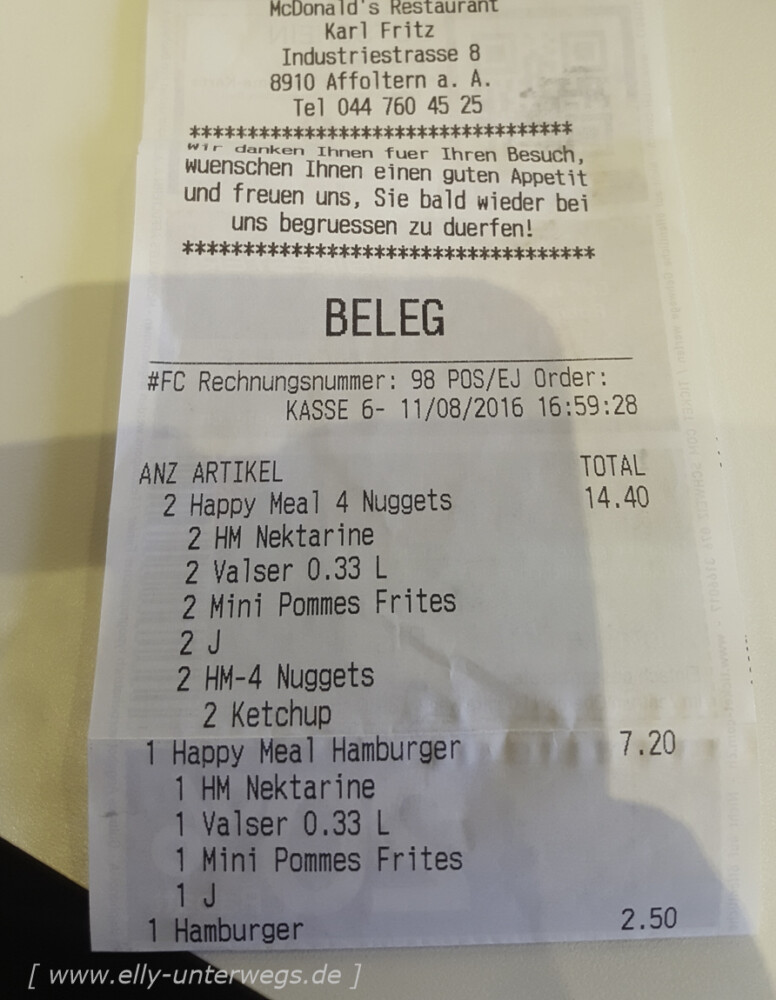 McDonald's Restaurant
Karl Fritz
Industriestrasse 8
8910 Affoltern a. A.
Tel 044 760 45 25
*********************************
Wir danken Ihnen fuer Ihren Besuch,
wuenschen Ihnen einen guten Appetit
und freuen uns, Sie bald wieder bei
uns begruessen zu duerfen!
***********************************
BELEG
#FC Rechnungsnummer: 98 POS/EJ Order:
KASSE 6- 11/08/2016 16:59:28
ANZ ARTIKEL TOTAL
2 Happy Meal 4 Nuggets 14.40
2 HM Nektarine
2 Valser 0.33 L
2 Mini Pommes Frites
2 J
2 HM-4 Nuggets
2 Ketchup
1 Happy Meal Hamburger 7.20
1 HM Nektarine
1 Valser 0.33 L
1 Mini Pommes Frites
1 J
1 Hamburger 2.50
[ www.elly-unterwegs.de ]